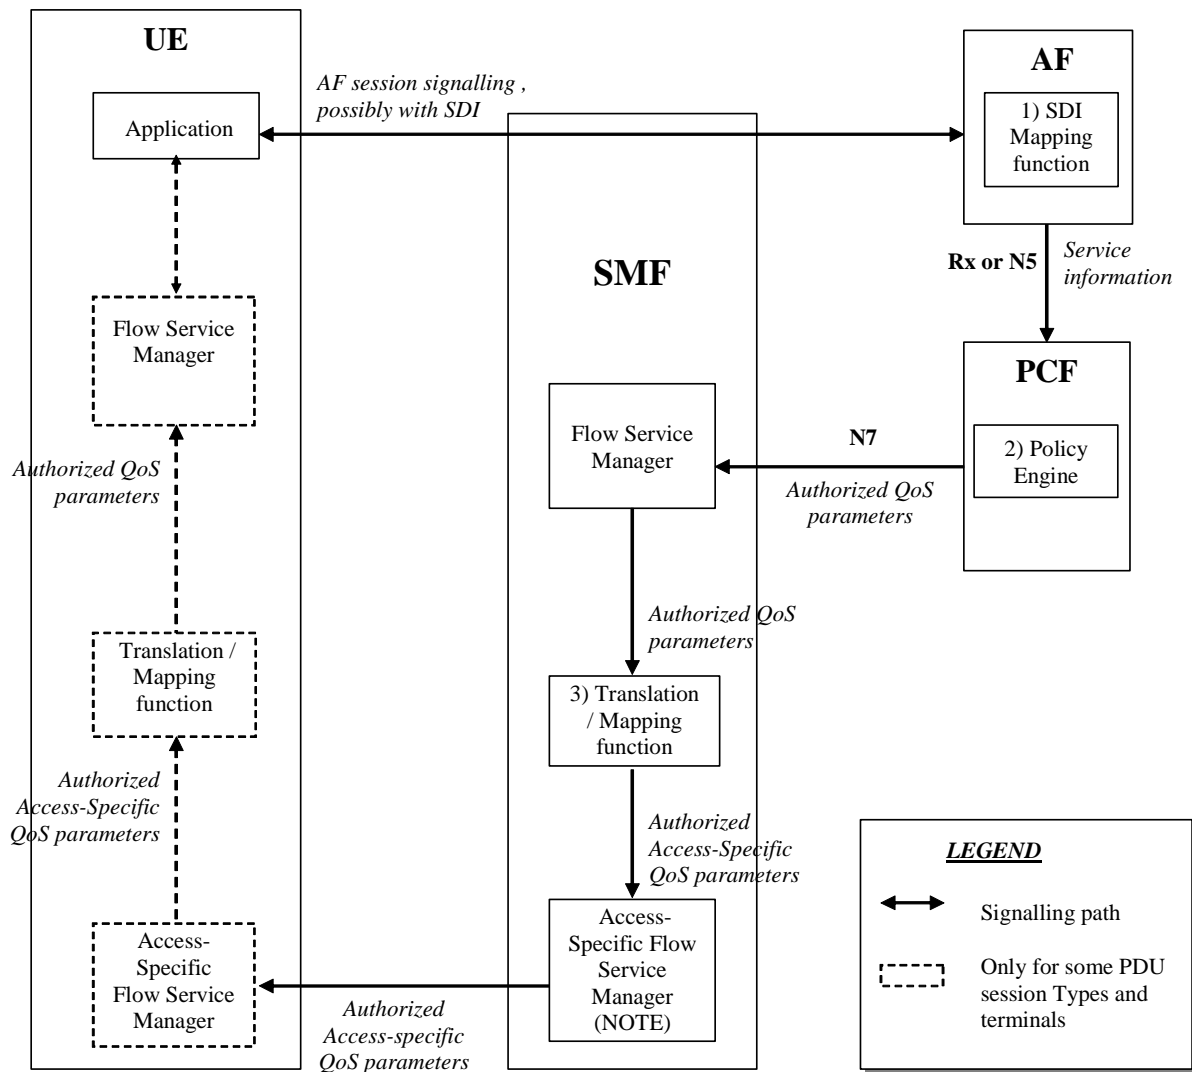 UE
AF session signalling ,
possibly with SDI
Application
Flow Service
Manager
Authorized QoS
parameters
Translation /
Mapping
function
Authorized
Access-Specific
QoS parameters
Access-
Specific
Flow Service
Manager
SMF
Flow Service
Manager
Authorized QoS
parameters
3) Translation
/ Mapping
function
Authorized
Access-Specific
QoS parameters
Access-
Specific Flow
Service
Manager
(NOTE)
Authorized
Access-specific
QoS parameters
AF
1) SDI
Mapping
function
Rx or N5
Service
information
PCF
2) Policy
Engine
N7
Authorized QoS
parameters
LEGEND
Signalling path
Only for some PDU
session Types and
terminals